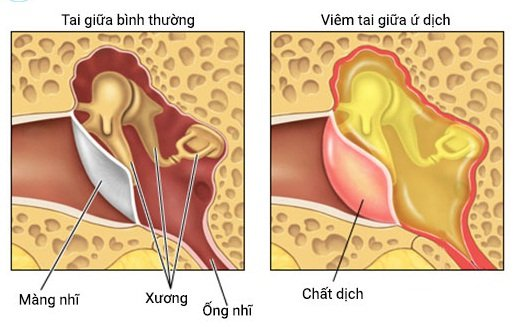 Tai giữa bình thường
Viêm tai giữa ứ dịch
Màng nhĩ
Xương
Ống nhĩ
Chất dịch